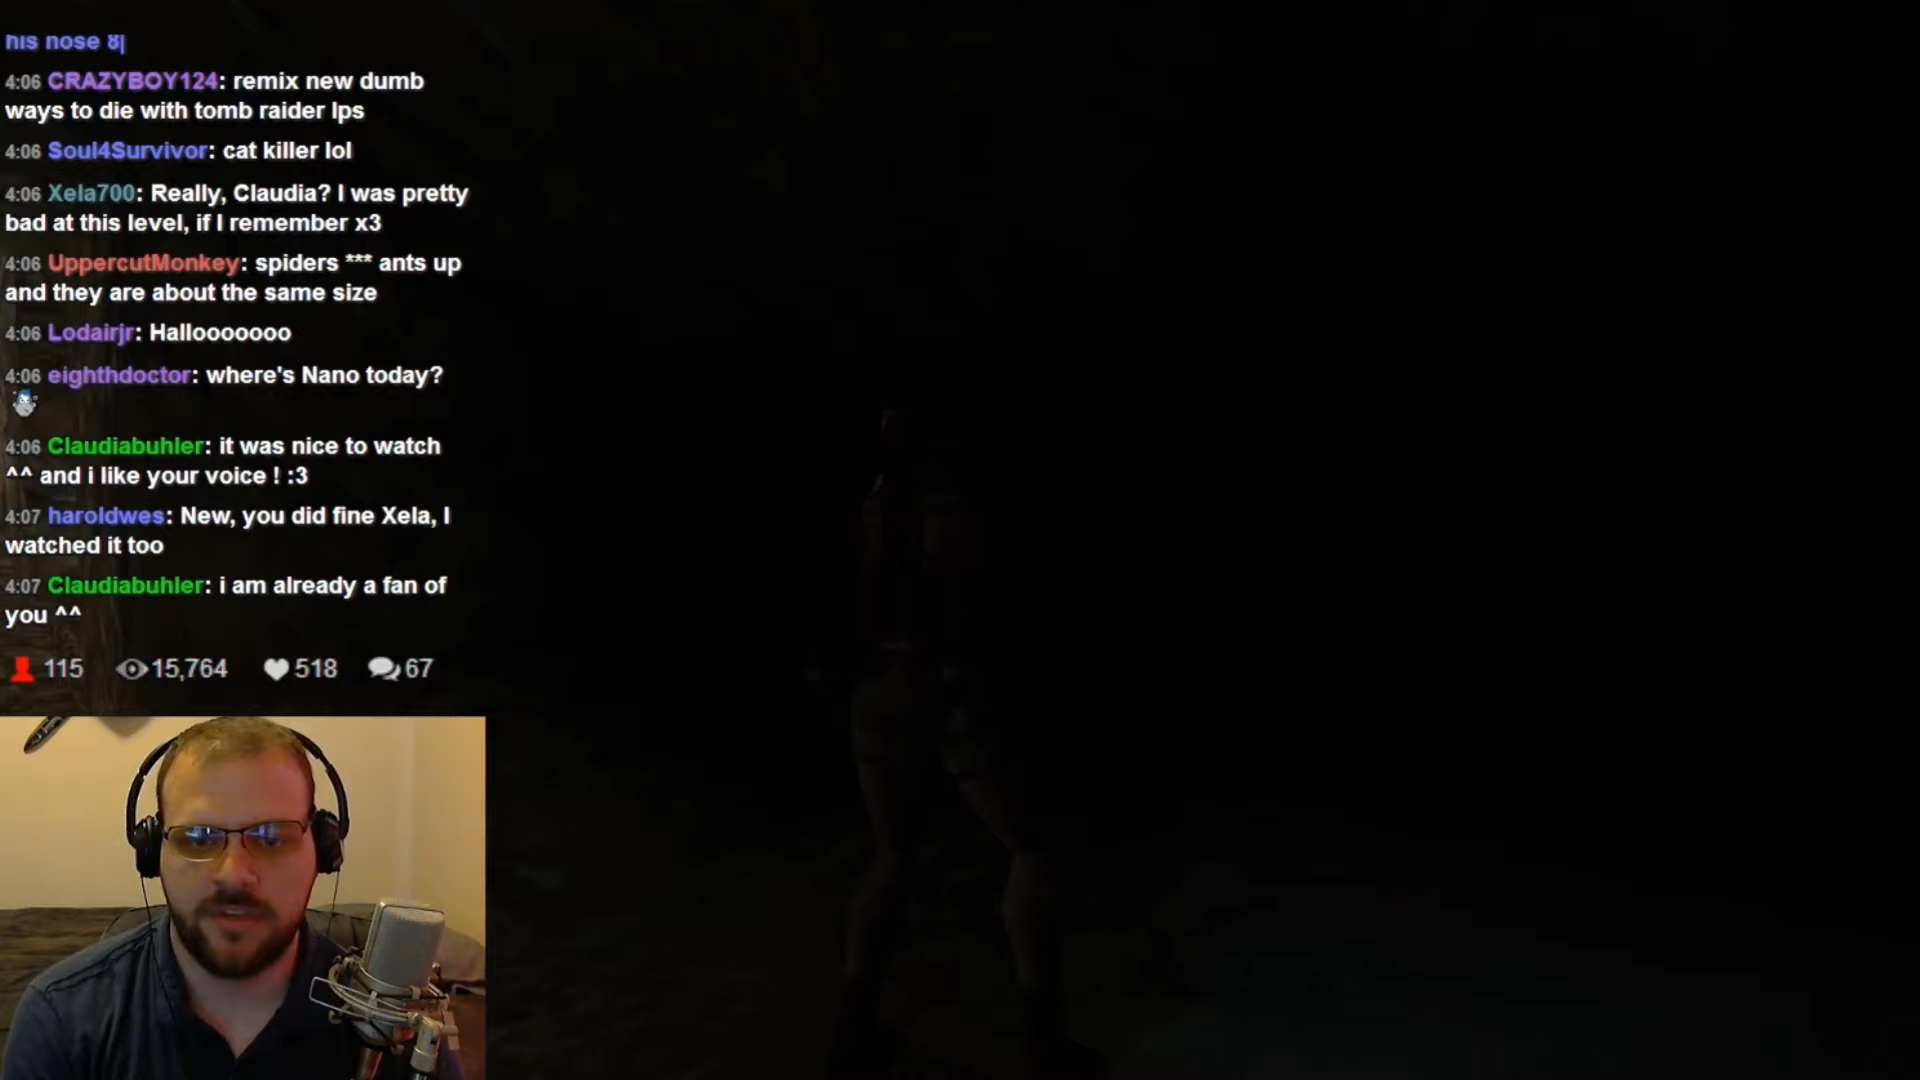 his nose 8|
4:06 CRAZYBOY124: remix new dumb
ways to die with tomb raider lps
4:06 Soul4Survivor: cat killer lol
4:06 Xela700: Really, Claudia? I was pretty
bad at this level, if I remember x3
4:06 UppercutMonkey: spiders *** ants up
and they are about the same size
4:06 Lodairjr: Hallooooooo
4:06 eighthdoctor: where's Nano today?
4:06 Claudiabuhler: it was nice to watch
^^ and i like your voice ! :3
4:07 haroldwes: New, you did fine Xela, I
watched it too
4:07 Claudiabuhler: i am already a fan of
you ^^
115 15,764 518 67